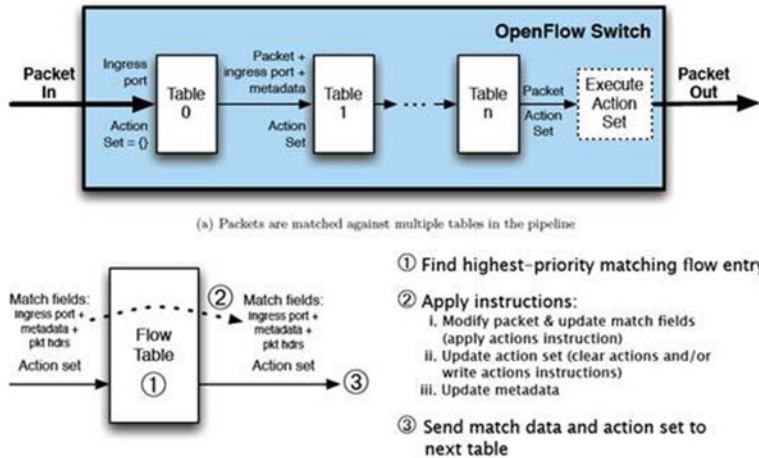 OpenFlow Switch
Packet
In
Ingress
port
Action
Set = {}
Table
0
Packet +
ingress port +
metadata
Action
Set
Table
1
...
Table
n
Packet
Action
Set
Execute
Action
Set
Packet
Out
(a) Packets are matched against multiple tables in the pipeline
Match fields:
Ingress port +
metadata +
pkt hdrs
Action set
Flow
Table
①
②
Match fields:
Ingress port +
metadata +
pkt hdrs
Action set
③
① Find highest-priority matching flow entry
② Apply instructions:
i. Modify packet & update match fields
(apply actions instruction)
ii. Update action set (clear actions and/or
write actions instructions)
iii. Update metadata
③ Send match data and action set to
next table